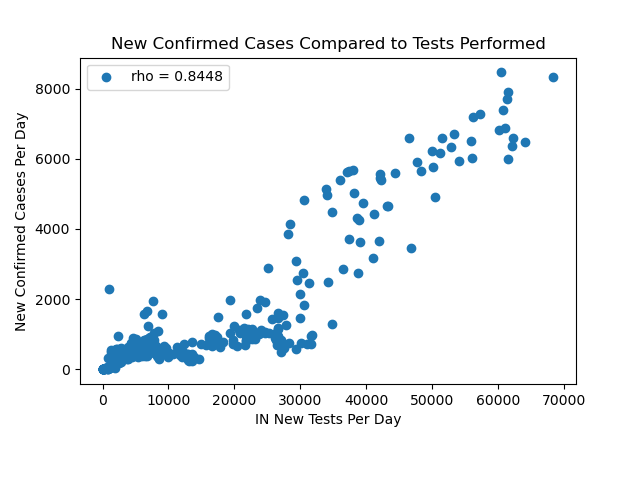 New Confirmed Cases Compared to Tests Performed
rho = 0.8448
New Confirmed Caeses Per Day
8000
6000
4000
2000
0
0 10000 20000 30000 40000 50000 60000 70000
IN New Tests Per Day